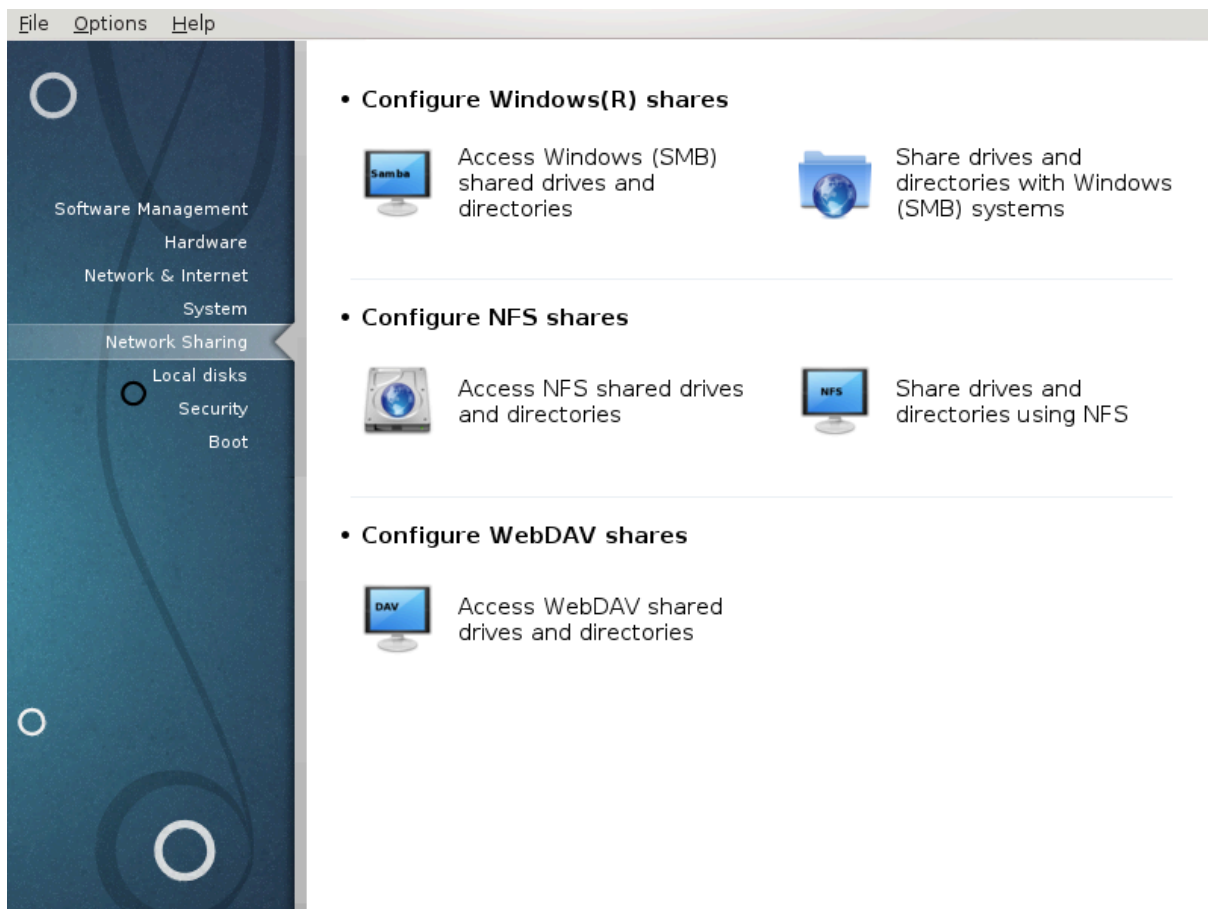 File Options Help
Software Management
Hardware
Network & Internet
System
Network Sharing
Local disks
Security
Boot
• Configure Windows(R) shares
Samba
Access Windows (SMB)
shared drives and
directories
Share drives and
directories with Windows
(SMB) systems
• Configure NFS shares
Access NFS shared drives
and directories
NFS
Share drives and
directories using NFS
• Configure WebDAV shares
DAV
Access WebDAV shared
drives and directories